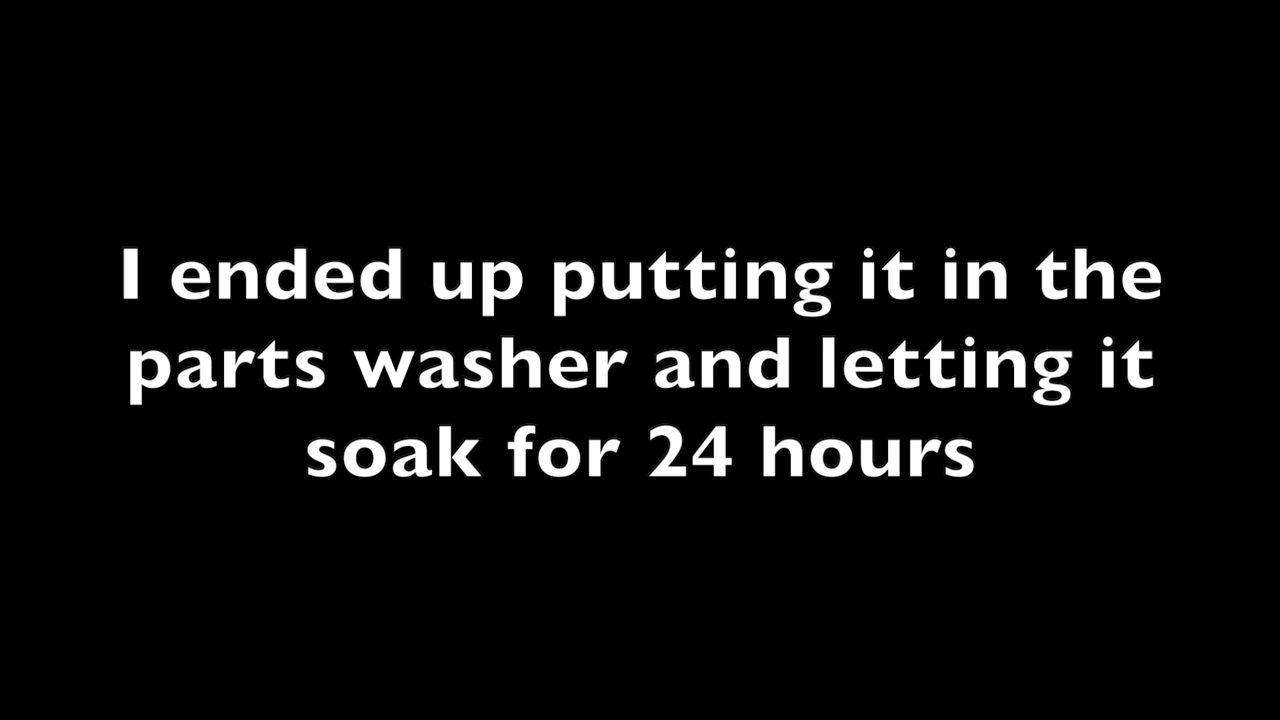 I ended up putting it in the
parts washer and letting it
soak for 24 hours